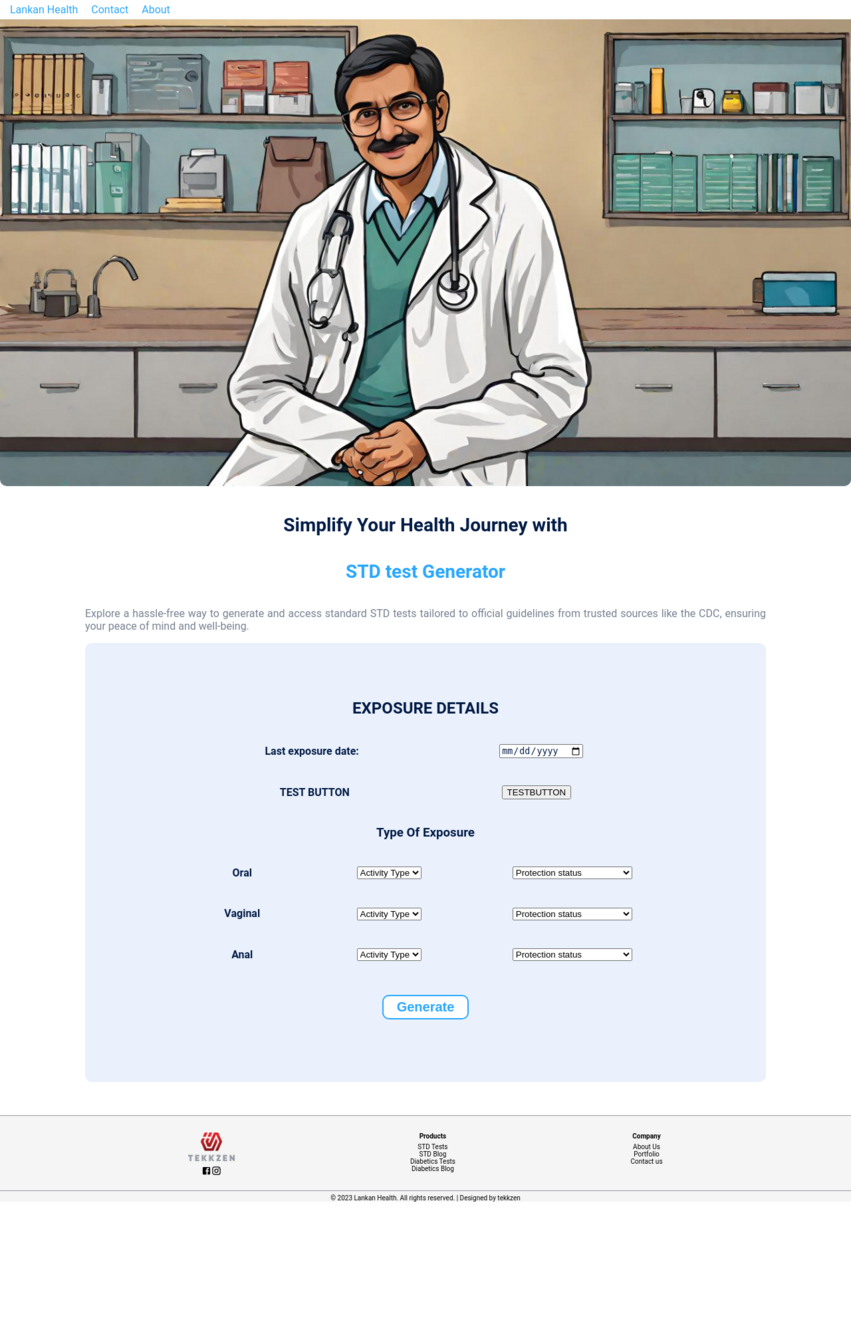 Lankan Health Contact About
Simplify Your Health Journey with
STD test Generator
Explore a hassle-free way to generate and access standard STD tests tailored to official guidelines from trusted sources like the CDC, ensuring
your peace of mind and well-being.
EXPOSURE DETAILS
Last exposure date: mm/dd/yyyy
TEST BUTTON TESTBUTTON
Type Of Exposure
Oral Activity Type Protection status
Vaginal Activity Type Protection status
Anal Activity Type Protection status
Generate
TEKKZEN
Products
STD Tests
STD Blog
Diabetics Tests
Diabetics Blog
Company
About Us
Portfolio
Contact us
© 2023 Lankan Health. All rights reserved. | Designed by tekkzen